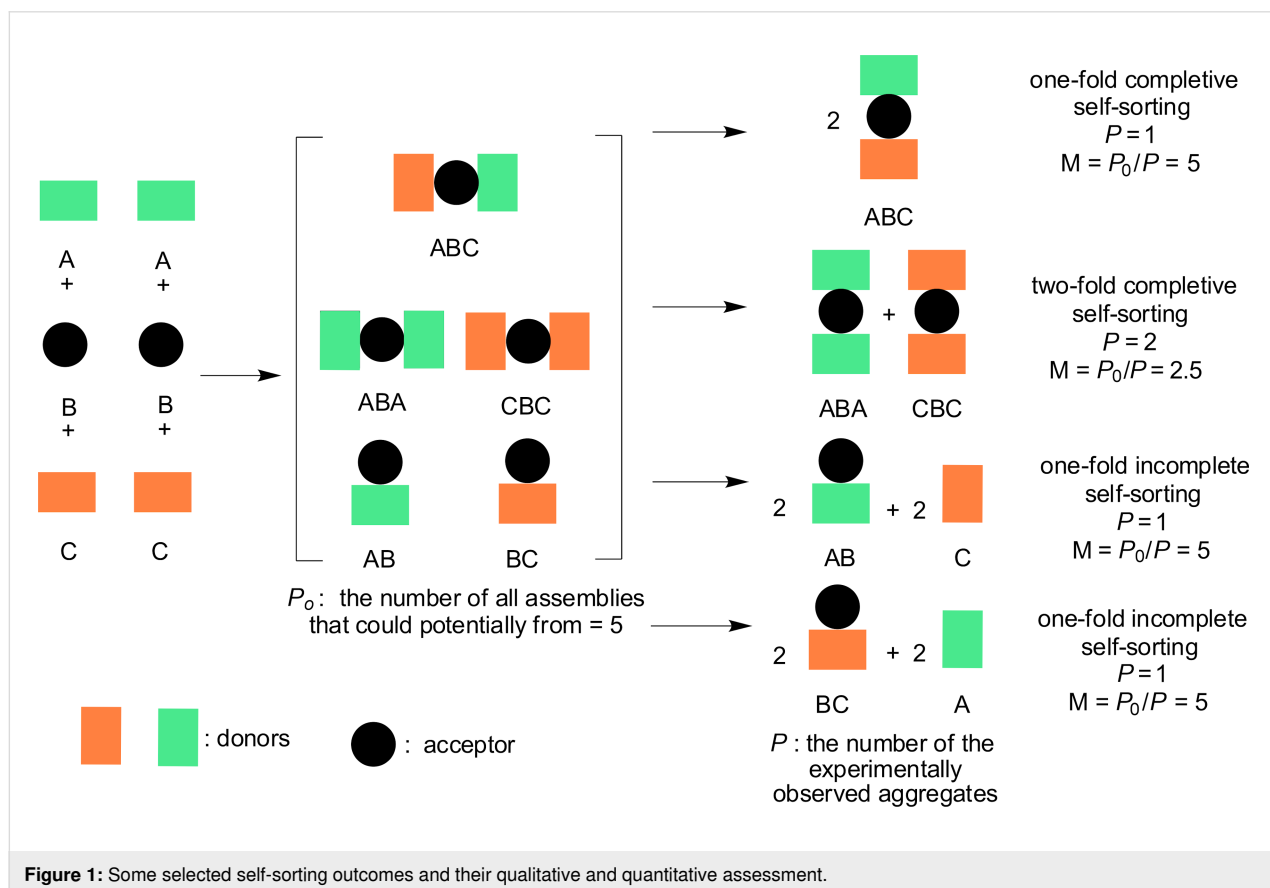 A
+
B
+
C
A
+
B
+
C
ABC
ABA
CBC
AB
BC
Po : the number of all assemblies
that could potentially from = 5
2
ABC
one-fold completive
self-sorting
P = 1
M = P0/P = 5
+
ABA
CBC
two-fold completive
self-sorting
P = 2
M = P0/P = 2.5
2
+ 2
AB
C
one-fold incomplete
self-sorting
P = 1
M = P0/P = 5
2
+ 2
BC
A
one-fold incomplete
self-sorting
P = 1
M = P0/P = 5
P : the number of the
experimentally
observed aggregates
: donors
: acceptor
Figure 1: Some selected self-sorting outcomes and their qualitative and quantitative assessment.